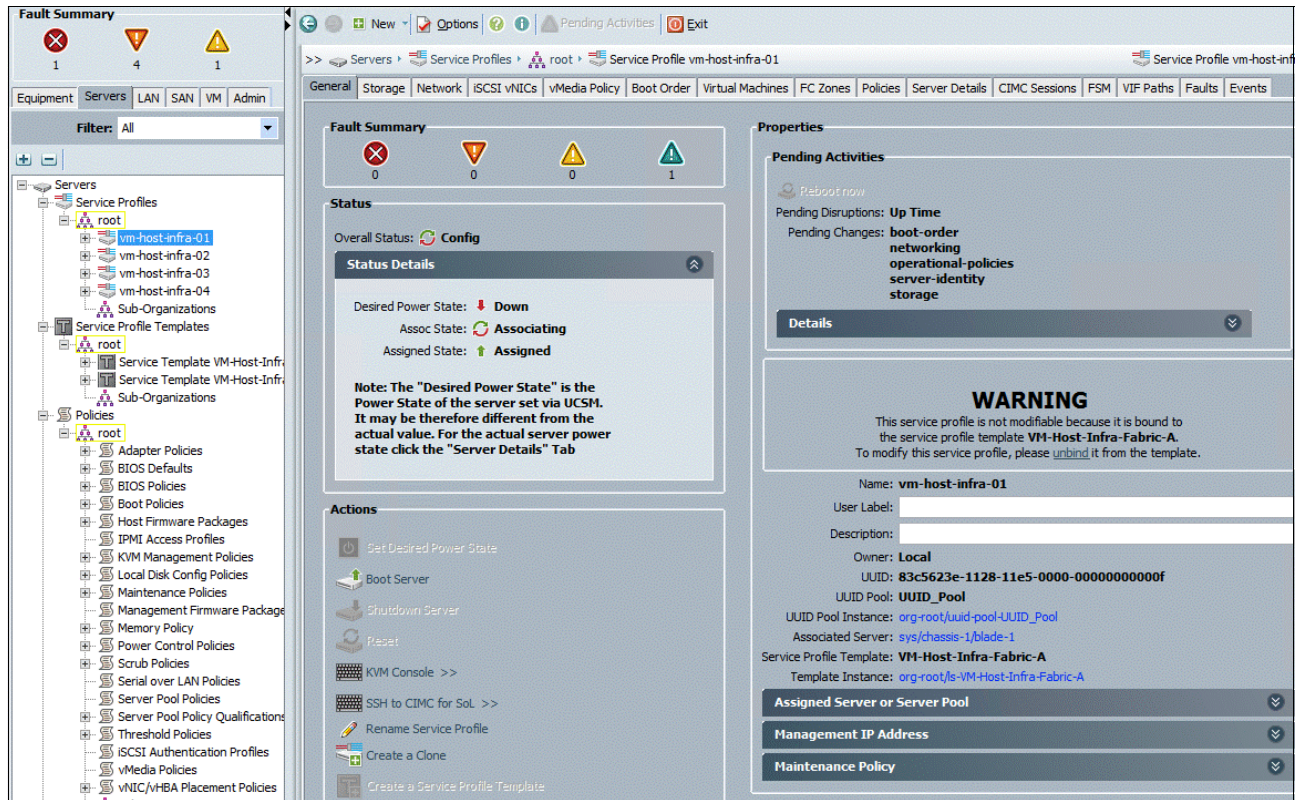 Fault Summary
1 4 1
Equipment Servers LAN SAN VM Admin
Filter: All
Servers
Service Profiles
root
vm-host-infra-01
vm-host-infra-02
vm-host-infra-03
vm-host-infra-04
Sub-Organizations
Service Profile Templates
root
Service Template VM-Host-Infra
Service Template VM-Host-Infra
Sub-Organizations
Policies
root
Adapter Policies
BIOS Defaults
BIOS Policies
Boot Policies
Host Firmware Packages
IPMI Access Profiles
KVM Management Policies
Local Disk Config Policies
Maintenance Policies
Management Firmware Package
Memory Policy
Power Control Policies
Scrub Policies
Serial over LAN Policies
Server Pool Policies
Server Pool Policy Qualifications
Threshold Policies
iSCSI Authentication Profiles
vMedia Policies
vNIC/vHBA Placement Policies
New Options Pending Activities Exit
>> Servers Service Profiles root Service Profile vm-host-infra-01 Service Profile vm-host-inf
General Storage Network iSCSI vNICs vMedia Policy Boot Order Virtual Machines FC Zones Policies Server Details CIMC Sessions FSM VIF Paths Faults Events
Fault Summary
0 0 0 1
Status
Overall Status: Config
Status Details
Desired Power State: Down
Assoc State: Associating
Assigned State: Assigned
Note: The "Desired Power State" is the
Power State of the server set via UCSM.
It may be therefore different from the
actual value. For the actual server power
state click the "Server Details" Tab
Actions
Set Desired Power State
Boot Server
Shutdown Server
Reset
KVM Console >>
SSH to CIMC for SoL >>
Rename Service Profile
Create a Clone
Create a Service Profile Template
Properties
Pending Activities
Reboot now
Pending Disruptions: Up Time
Pending Changes: boot-order
networking
operational-policies
server-identity
storage
Details
WARNING
This service profile is not modifiable because it is bound to
the service profile template VM-Host-Infra-Fabric-A.
To modify this service profile, please unbind it from the template.
Name: vm-host-infra-01
User Label:
Description:
Owner: Local
UUID: 83c5623e-1128-11e5-0000-00000000000f
UUID Pool: UUID_Pool
UUID Pool Instance: org-root/uuid-pool-UUID_Pool
Associated Server: sys/chassis-1/blade-1
Service Profile Template: VM-Host-Infra-Fabric-A
Template Instance: org-root/ls-VM-Host-Infra-Fabric-A
Assigned Server or Server Pool
Management IP Address
Maintenance Policy